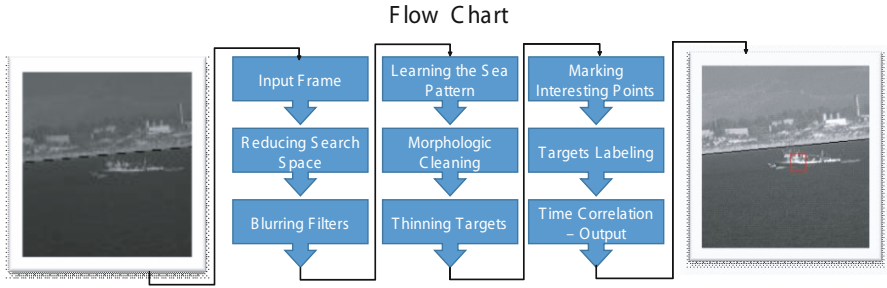 Flow Chart
Input Frame
Reducing Search
Space
Blurring Filters
Learning the Sea
Pattern
Morphologic
Cleaning
Thinning Targets
Marking
Interesting Points
Targets Labeling
Time Correlation
– Output